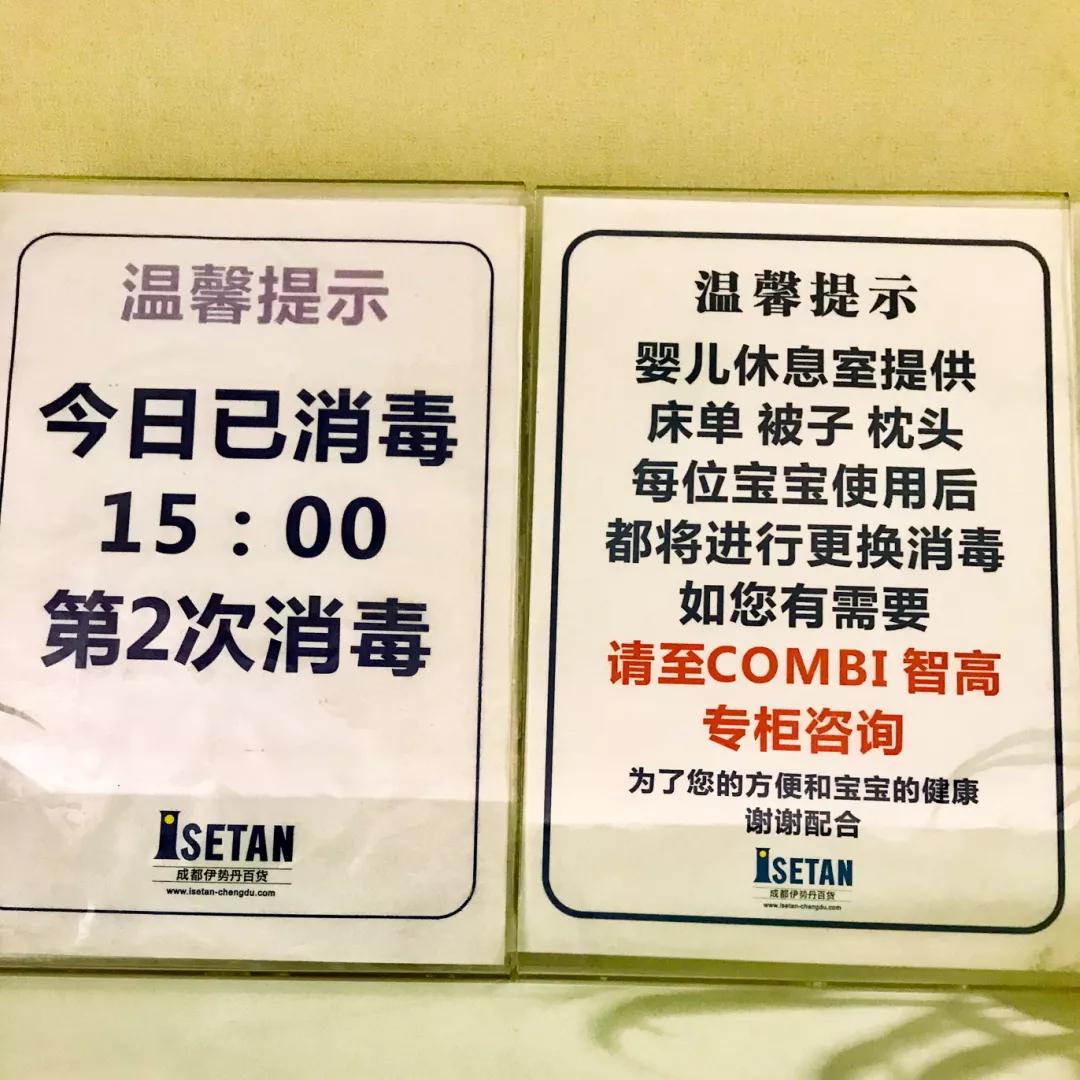 温馨提示
今日已消毒
15：00
第2次消毒
ISETAN
成都伊势丹百货
www.isetan-chengdu.com
温馨提示
婴儿休息室提供
床单 被子 枕头
每位宝宝使用后
都将进行更换消毒
如您有需要
请至COMBI 智高
专柜咨询
为了您的方便和宝宝的健康
谢谢配合
ISETAN
成都伊势丹百货
www.isetan-chengdu.com